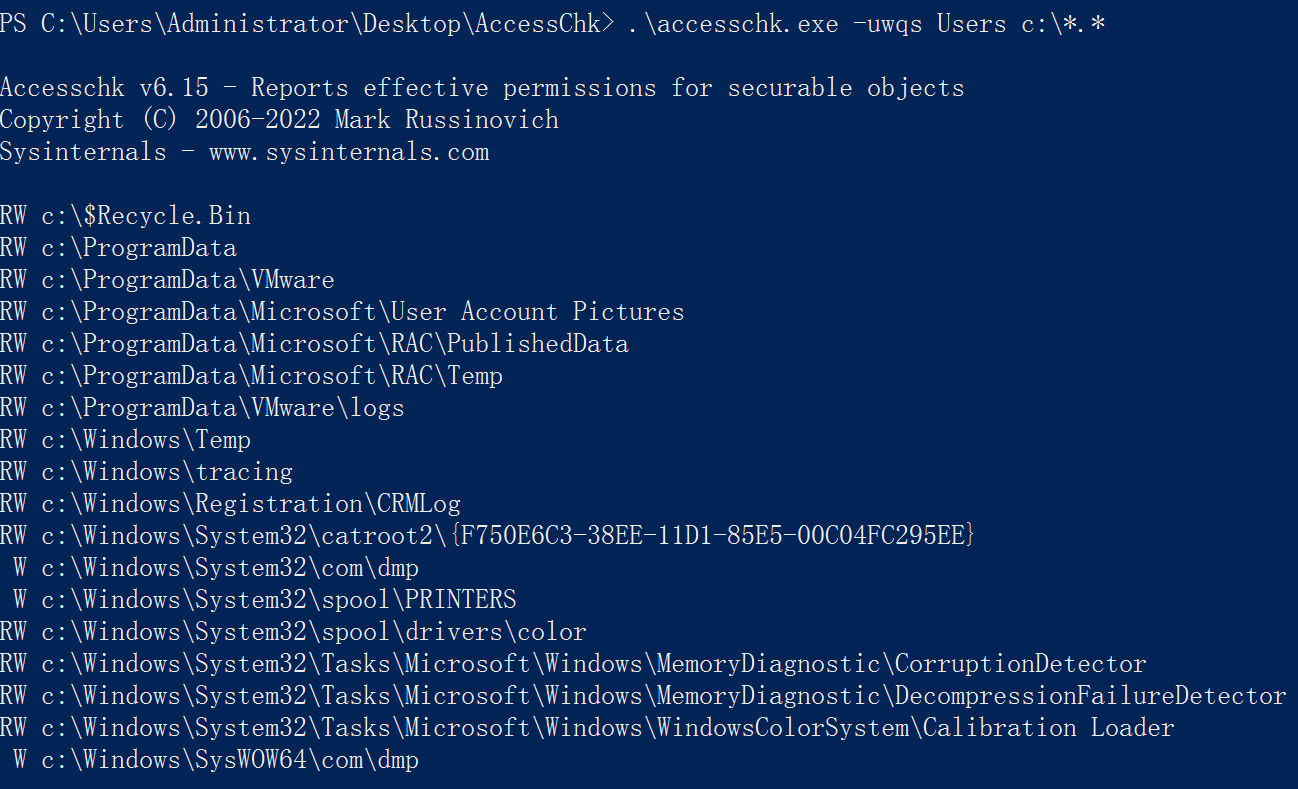 PS C:\Users\Administrator\Desktop\AccessChk> .\accesschk.exe -uwqs Users c:\*.*
Accesschk v6.15 - Reports effective permissions for securable objects
Copyright (C) 2006-2022 Mark Russinovich
Sysinternals - www.sysinternals.com
RW c:\$Recycle.Bin
RW c:\ProgramData
RW c:\ProgramData\VMware
RW c:\ProgramData\Microsoft\User Account Pictures
RW c:\ProgramData\Microsoft\RAC\PublishedData
RW c:\ProgramData\Microsoft\RAC\Temp
RW c:\ProgramData\VMware\logs
RW c:\Windows\Temp
RW c:\Windows\tracing
RW c:\Windows\Registration\CRMLog
RW c:\Windows\System32\catroot2\{F750E6C3-38EE-11D1-85E5-00C04FC295EE}
 W c:\Windows\System32\com\dmp
 W c:\Windows\System32\spool\PRINTERS
RW c:\Windows\System32\spool\drivers\color
RW c:\Windows\System32\Tasks\Microsoft\Windows\MemoryDiagnostic\CorruptionDetector
RW c:\Windows\System32\Tasks\Microsoft\Windows\MemoryDiagnostic\DecompressionFailureDetector
RW c:\Windows\System32\Tasks\Microsoft\Windows\WindowsColorSystem\Calibration Loader
 W c:\Windows\SysWOW64\com\dmp